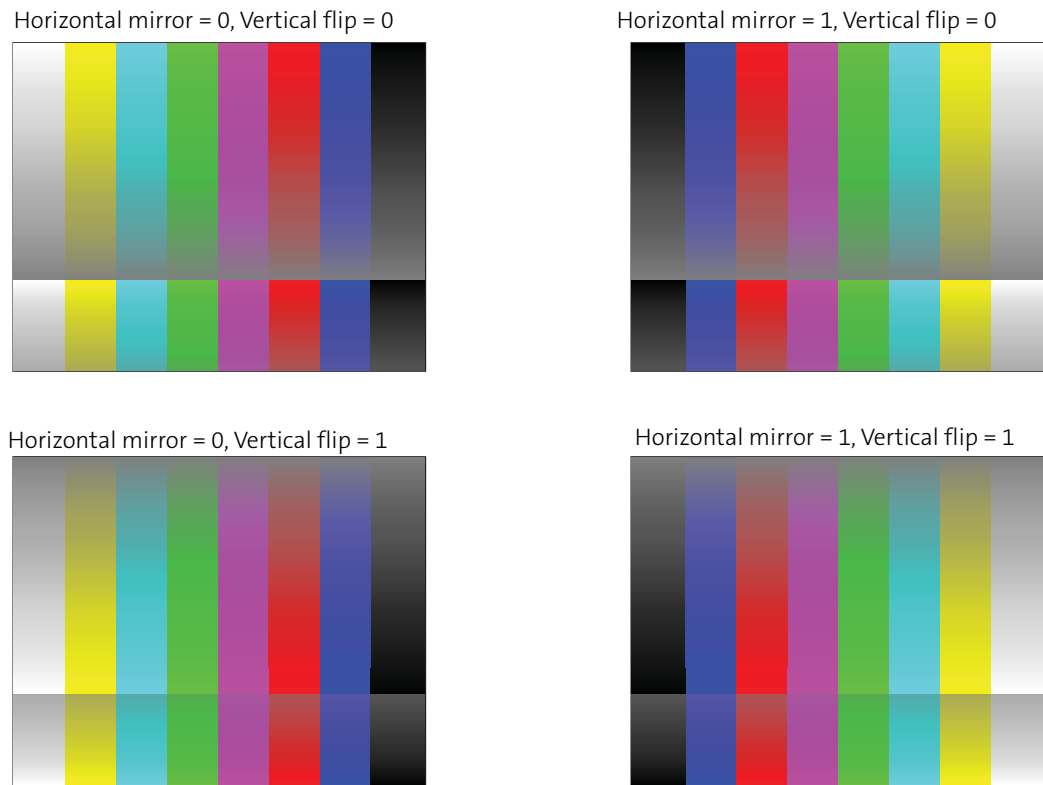 Horizontal mirror = 0, Vertical flip = 0
Horizontal mirror = 1, Vertical flip = 0
Horizontal mirror = 0, Vertical flip = 1
Horizontal mirror = 1, Vertical flip = 1